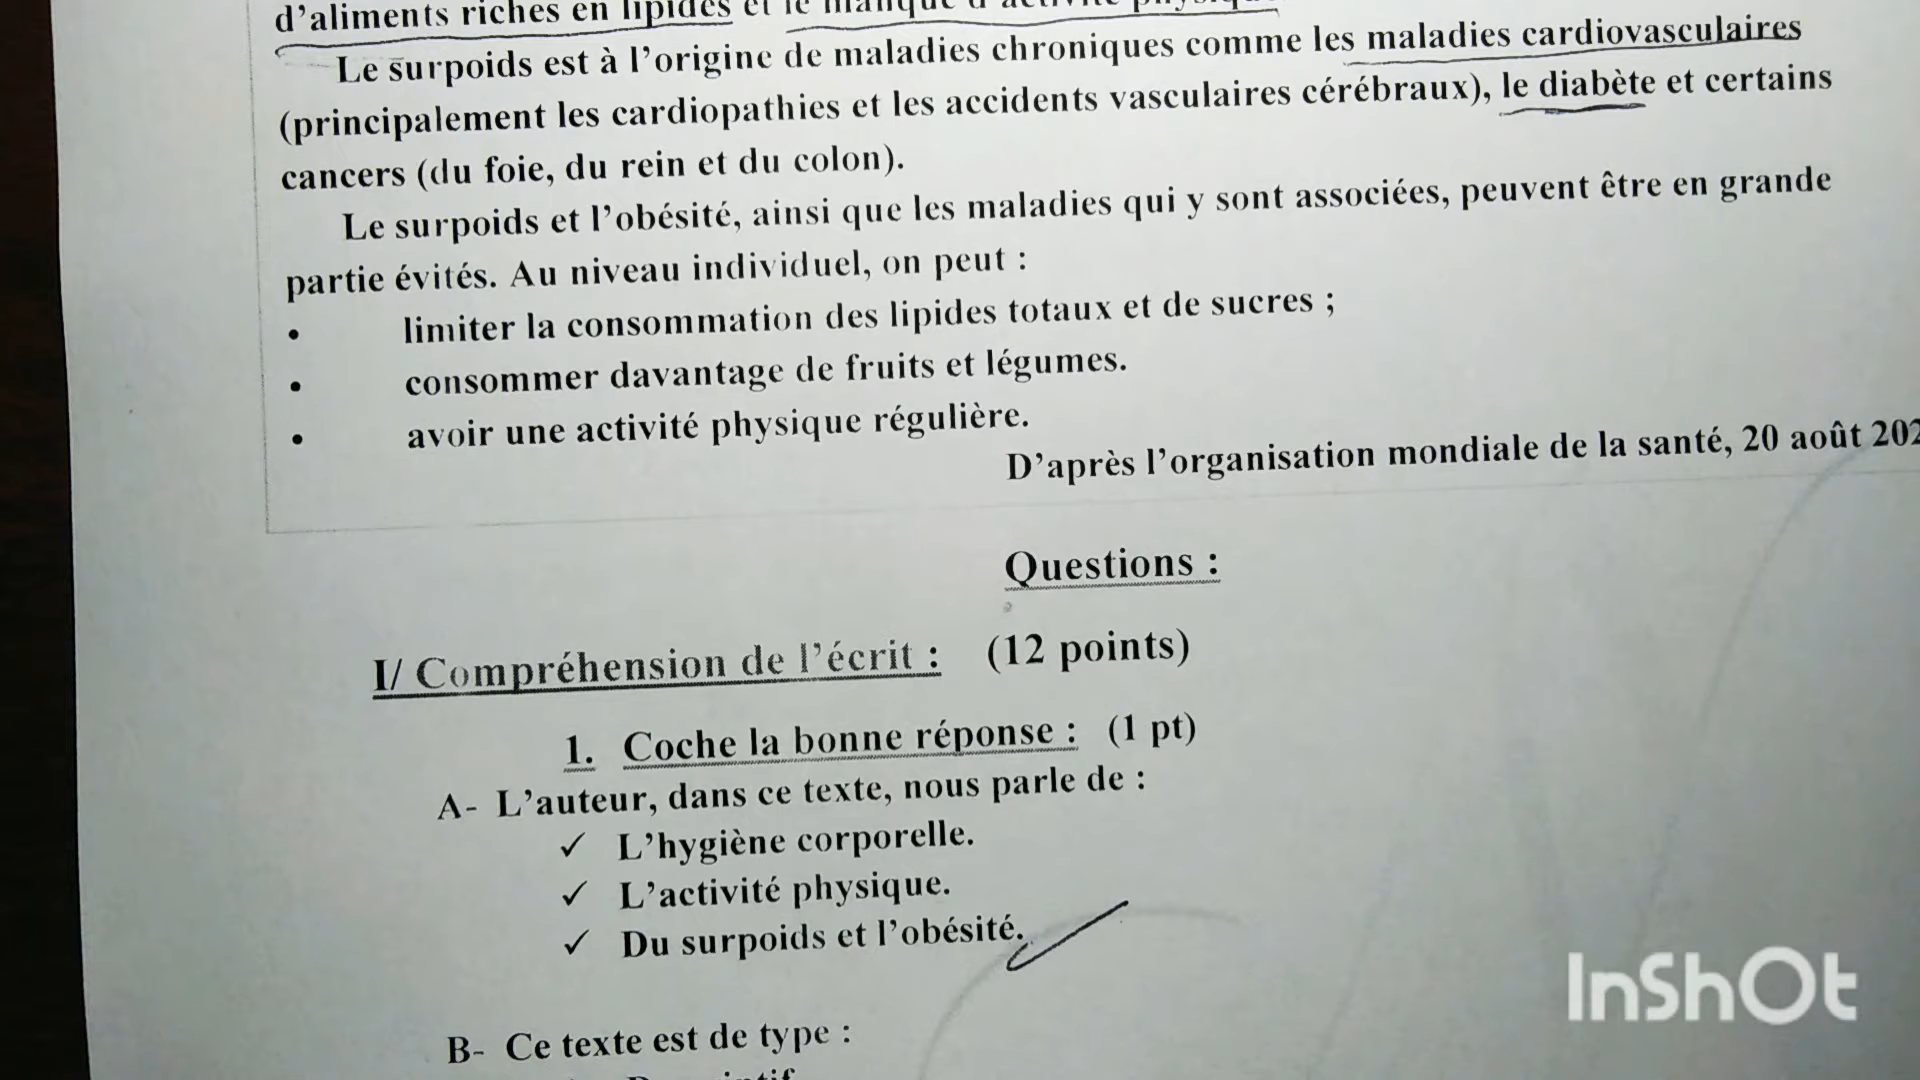 d'aliments riches en lipides et le manque d'activité physique
Le surpoids est à l'origine de maladies chroniques comme les maladies cardiovasculaires
(principalement les cardiopathies et les accidents vasculaires cérébraux), le diabète et certains
cancers (du foie, du rein et du colon).
Le surpoids et l'obésité, ainsi que les maladies qui y sont associées, peuvent être en grande
partie évités. Au niveau individuel, on peut :
• limiter la consommation des lipides totaux et de sucres ;
• consommer davantage de fruits et légumes.
• avoir une activité physique régulière.
D'après l'organisation mondiale de la santé, 20 août 202
Questions :
I/ Compréhension de l'écrit : (12 points)
1. Coche la bonne réponse : (1 pt)
A- L'auteur, dans ce texte, nous parle de :
✓ L'hygiène corporelle.
✓ L'activité physique.
✓ Du surpoids et l'obésité.
B- Ce texte est de type :
InShOt